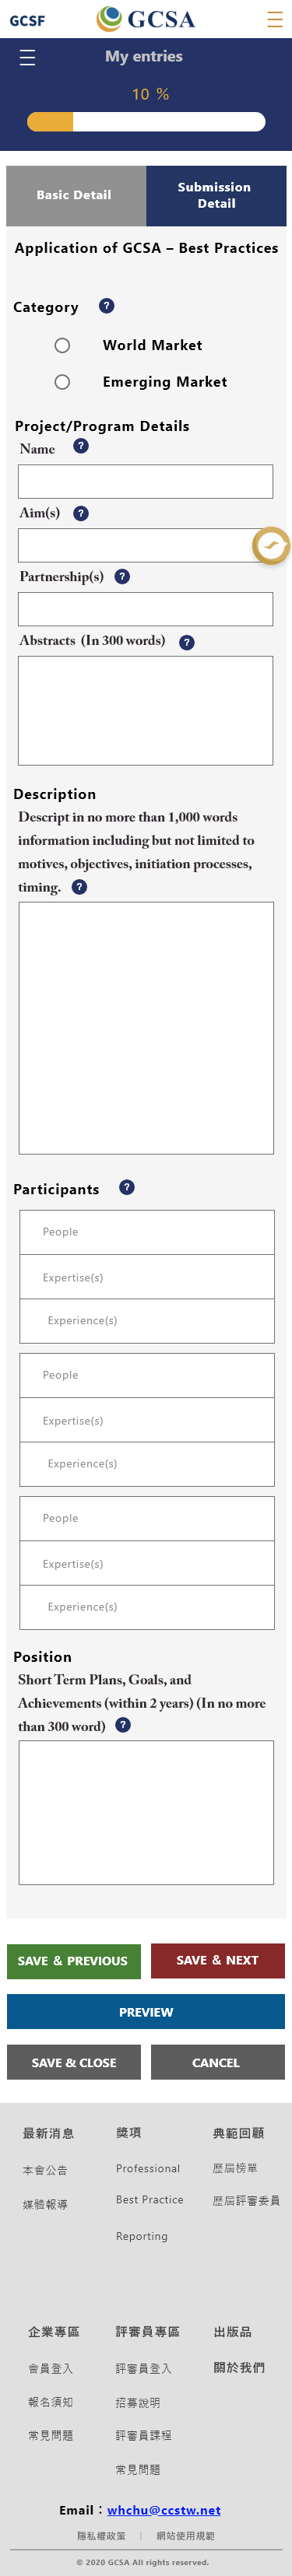 GCSF
GCSA
My entries
10 %
Basic Detail
Submission
Detail
Application of GCSA – Best Practices
Category ?
World Market
Emerging Market
Project/Program Details
Name ?
Aim(s) ?
Partnership(s) ?
Abstracts (In 300 words) ?
Description
Descript in no more than 1,000 words
information including but not limited to
motives, objectives, initiation processes,
timing. ?
Participants ?
People
Expertise(s)
Experience(s)
People
Expertise(s)
Experience(s)
People
Expertise(s)
Experience(s)
Position
Short Term Plans, Goals, and
Achievements (within 2 years) (In no more
than 300 word) ?
SAVE & PREVIOUS
SAVE & NEXT
PREVIEW
SAVE & CLOSE
CANCEL
最新消息
獎項
典範回顧
本會公告
Professional
歷屆榜單
媒體報導
Best Practice
歷屆評審委員
Reporting
企業專區
評審員專區
出版品
會員登入
評審員登入
關於我們
報名須知
招募說明
常見問題
評審員課程
常見問題
Email：whchu@ccstw.net
隱私權政策 | 網站使用規範
© 2020 GCSA All rights reserved.